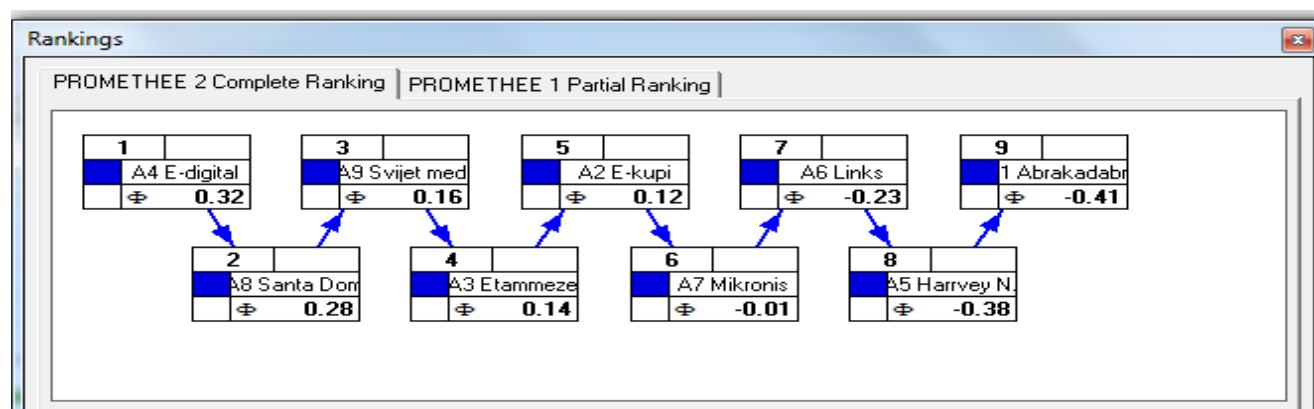 Rankings
PROMETHEE 2 Complete Ranking
PROMETHEE 1 Partial Ranking
1
A4 E-digital
Φ 0.32
2
A8 Santa Dom
Φ 0.28
3
A9 Svijet med
Φ 0.16
4
A3 Etammeze
Φ 0.14
5
A2 E-kupi
Φ 0.12
6
A7 Mikronis
Φ -0.01
7
A6 Links
Φ -0.23
8
A5 Harrvey N.
Φ -0.38
9
1 Abrakadabr
Φ -0.41